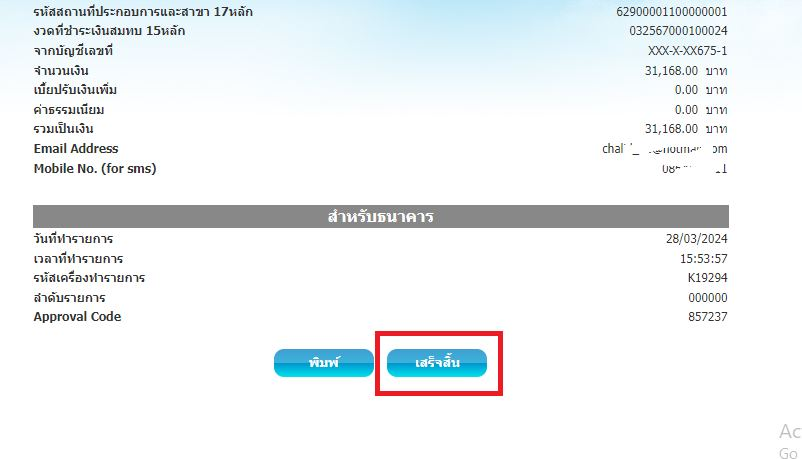 รหัสสถานที่ประกอบการและสาขา 17หลัก 62900001100000001
งวดที่ชำระเงินสมทบ 15หลัก 032567000100024
จากบัญชีเลขที่ XXX-X-XX675-1
จำนวนเงิน 31,168.00 บาท
เบี้ยปรับเงินเพิ่ม 0.00 บาท
ค่าธรรมเนียม 0.00 บาท
รวมเป็นเงิน 31,168.00 บาท
Email Address
Mobile No. (for sms)
สำหรับธนาคาร
วันที่ทำรายการ 28/03/2024
เวลาที่ทำรายการ 15:53:57
รหัสเครื่องทำรายการ K19294
ลำดับรายการ 000000
Approval Code 857237
พิมพ์ เสร็จสิ้น
Ac
Go